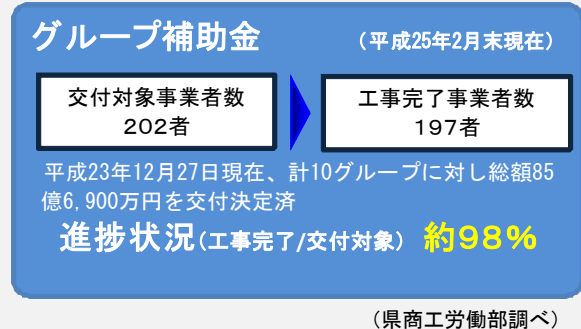 グループ補助金 (平成25年2月末現在)
交付対象事業者数
202者
工事完了事業者数
197者
平成23年12月27日現在、計10グループに対し総額85
億6,900万円を交付決定済
進捗状況(工事完了/交付対象) 約98%
(県商工労働部調べ)